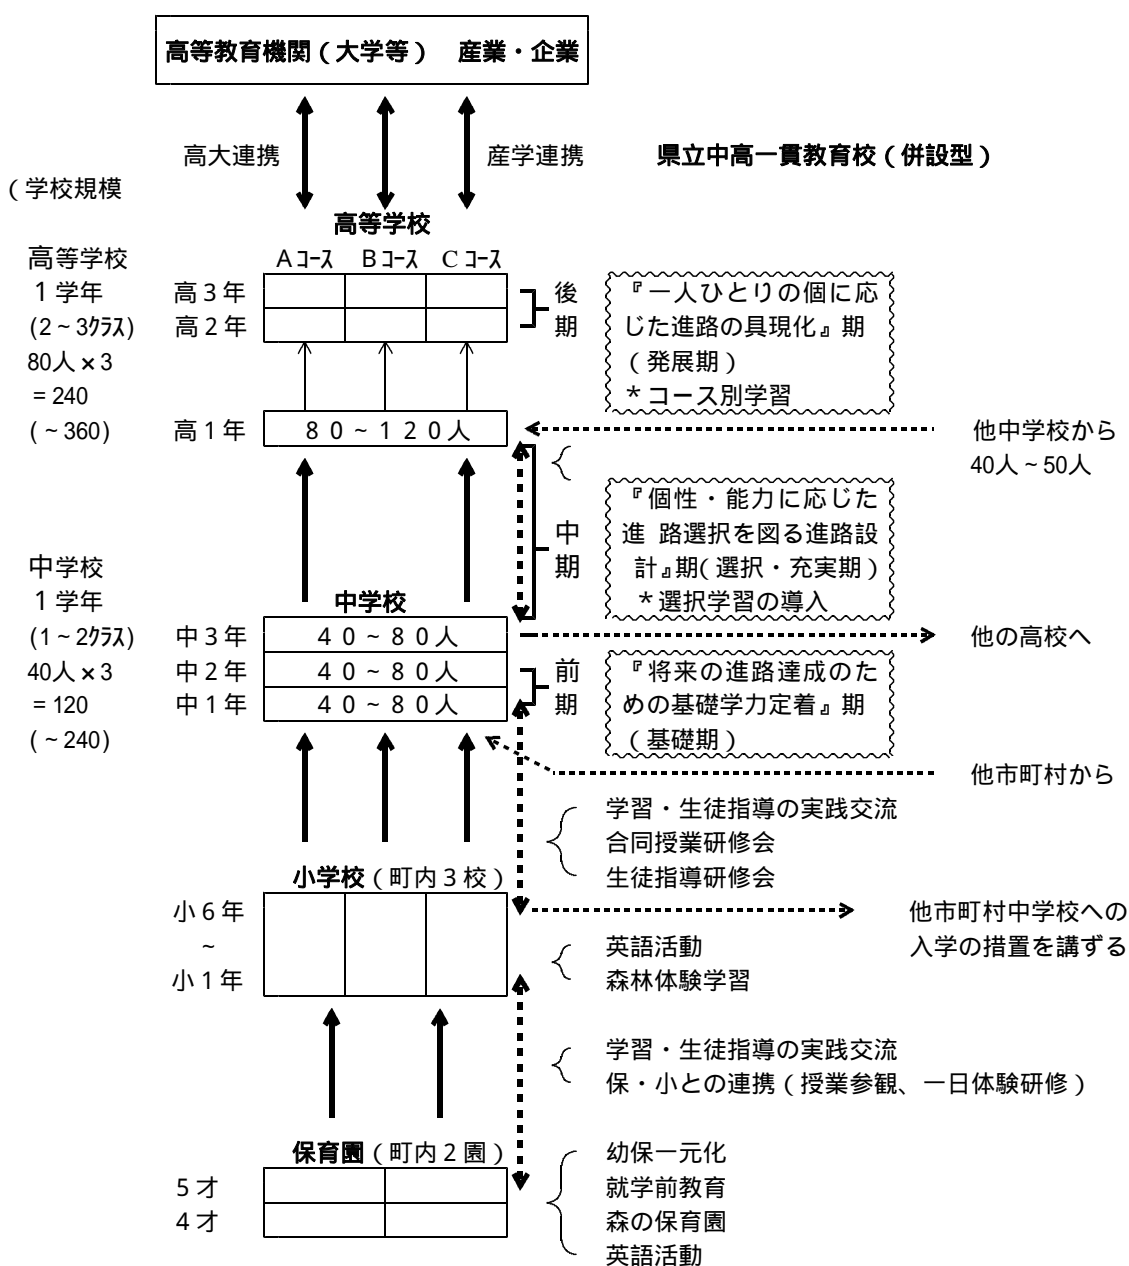 高等教育機関(大学等) 産業・企業
高大連携
産学連携
県立中高一貫教育校(併設型)
(学校規模
高等学校
Aコース Bコース Cコース
高等学校
1学年
(2~3クラス)
80人×3
=240
(~360)
高3年
高2年
後期
『一人ひとりの個に応
じた進路の具現化』期
(発展期)
*コース別学習
高1年
80~120人
他中学校から
40人~50人
中期
『個性・能力に応じた
進 路選択を図る進路設
計』期(選択・充実期)
*選択学習の導入
中学校
1学年
(1~2クラス)
40人×3
=120
(~240)
中学校
中3年
40~80人
他の高校へ
中2年
40~80人
中1年
40~80人
前期
『将来の進路達成のた
めの基礎学力定着』期
(基礎期)
他市町村から
学習・生徒指導の実践交流
合同授業研修会
生徒指導研修会
小学校(町内3校)
小6年
~
小1年
他市町村中学校への
入学の措置を講ずる
英語活動
森林体験学習
学習・生徒指導の実践交流
保・小との連携(授業参観、一日体験研修)
保育園(町内2園)
5才
4才
幼保一元化
就学前教育
森の保育園
英語活動